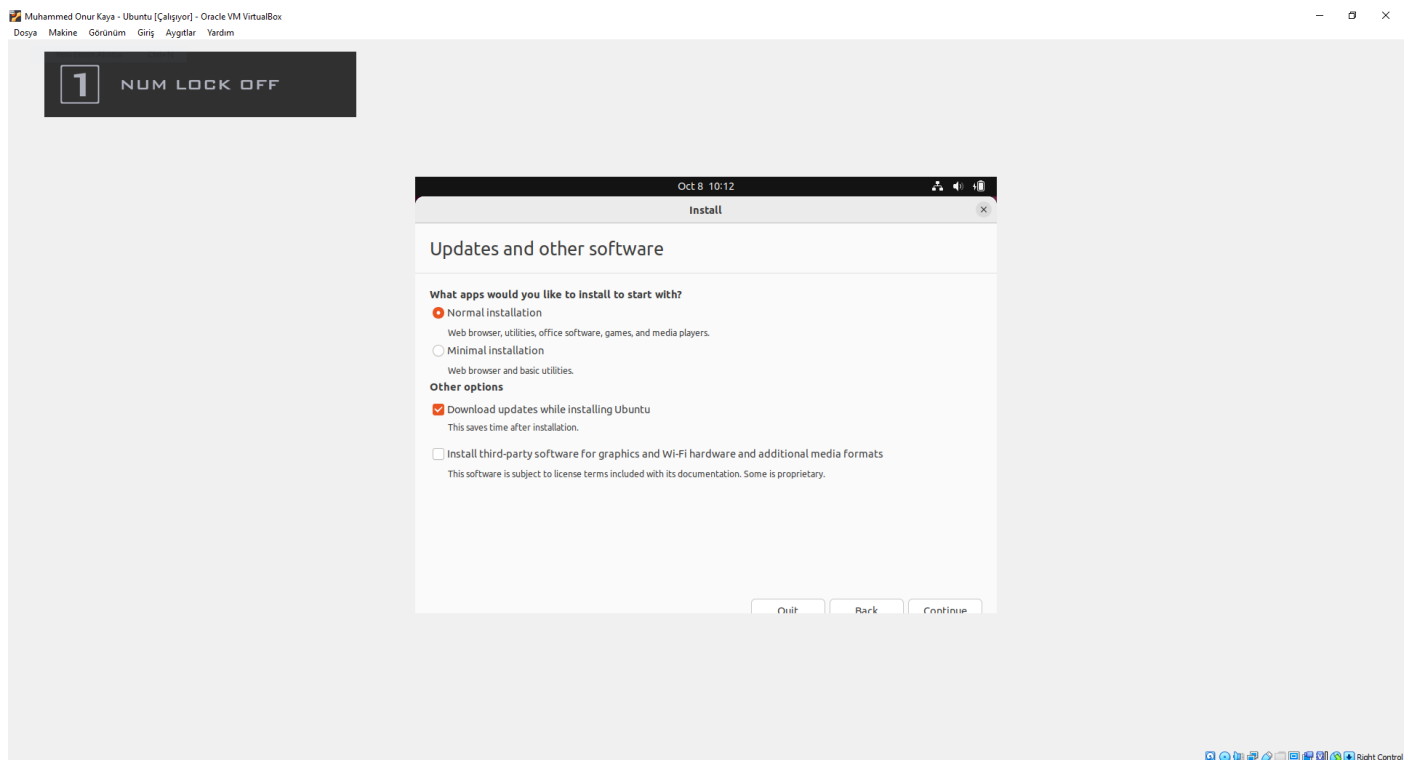 Muhammed Onur Kaya - Ubuntu [Çalışıyor] - Oracle VM VirtualBox
Dosya Makine Görünüm Giriş Aygıtlar Yardım
1 NUM LOCK OFF
Oct 8 10:12
Install
Updates and other software
What apps would you like to install to start with?
Normal installation
Web browser, utilities, office software, games, and media players.
Minimal installation
Web browser and basic utilities.
Other options
Download updates while installing Ubuntu
This saves time after installation.
Install third-party software for graphics and Wi-Fi hardware and additional media formats
This software is subject to license terms included with its documentation. Some is proprietary.
Quit Back Continue
Right Control